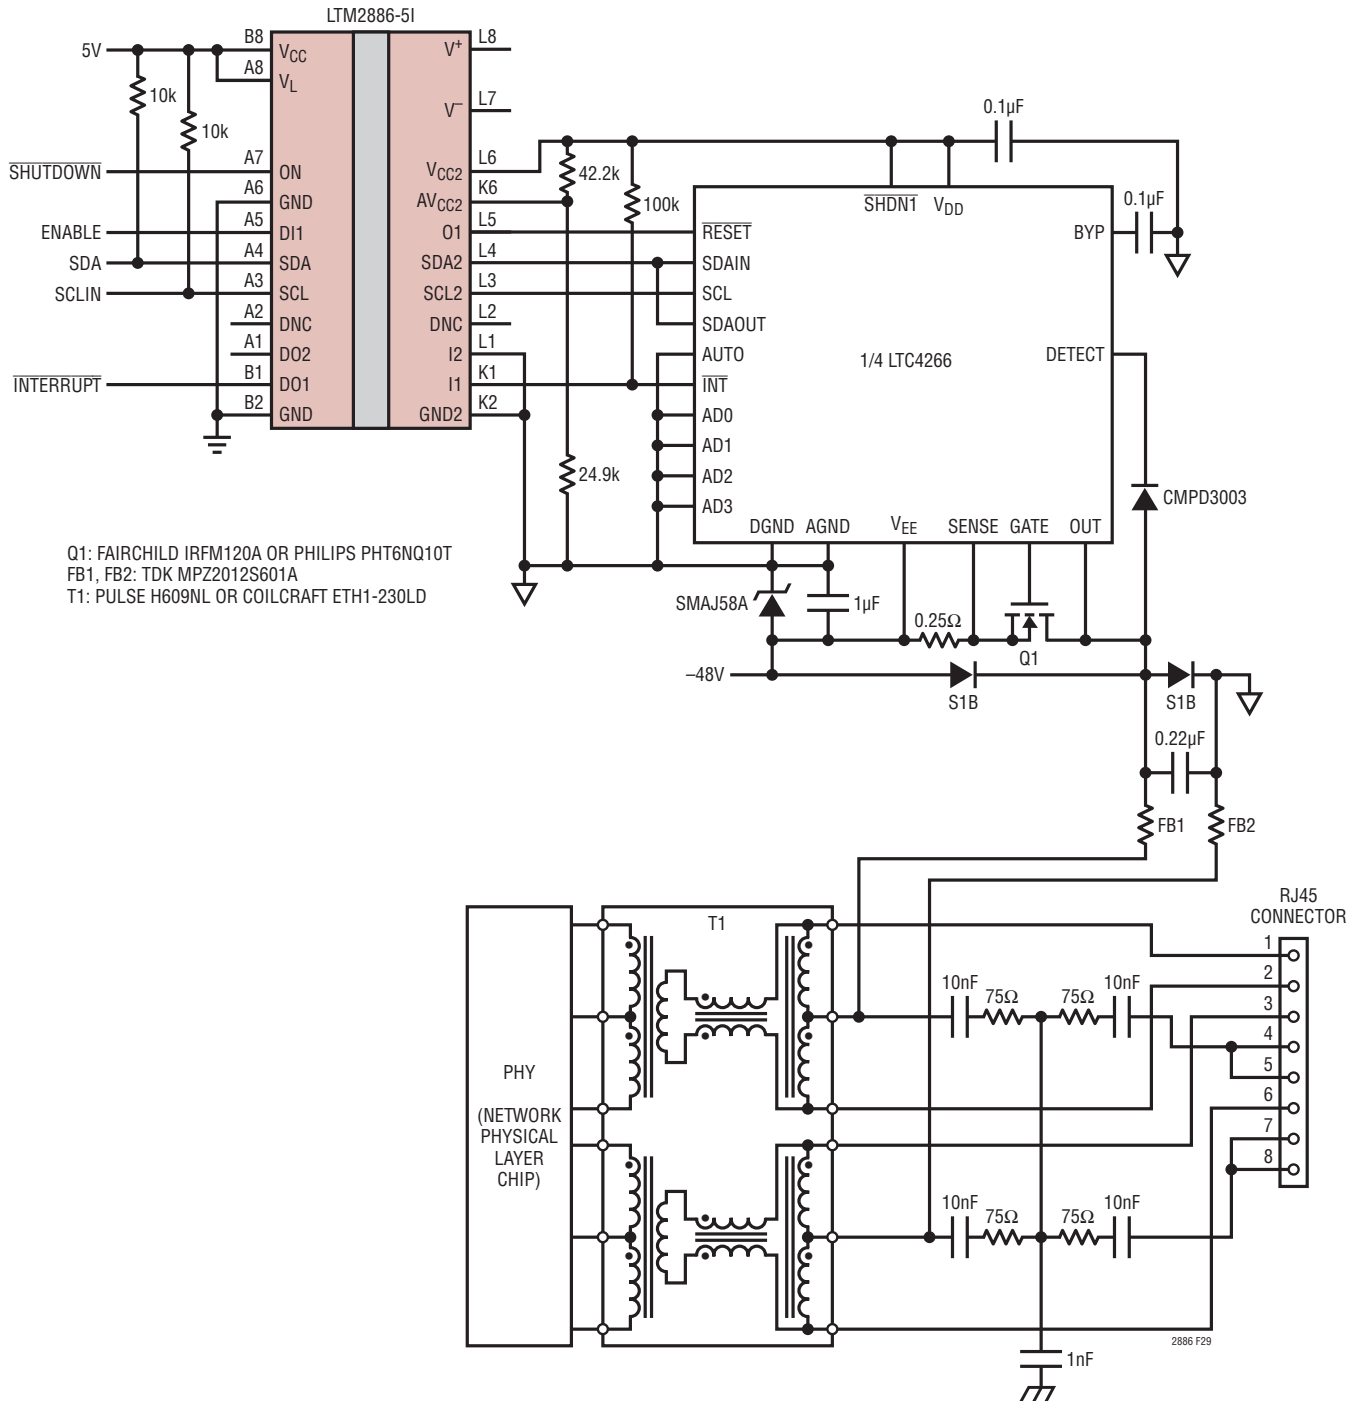 LTM2886-5I
5V
B8
VCC
A8
VL
10k
10k
SHUTDOWN
A7
ON
A6
GND
ENABLE
A5
DI1
SDA
A4
SDA
SCLIN
A3
SCL
A2
DNC
A1
DO2
INTERRUPT
B1
DO1
B2
GND
V+
L8
V–
L7
VCC2
L6
AVCC2
K6
O1
L5
SDA2
L4
SCL2
L3
DNC
L2
I2
L1
I1
K1
GND2
K2
42.2k
100k
24.9k
0.1µF
0.1µF
SHDN1
VDD
RESET
BYP
SDAIN
SCL
SDAOUT
AUTO
1/4 LTC4266
DETECT
INT
AD0
AD1
AD2
AD3
DGND
AGND
VEE
SENSE
GATE
OUT
CMPD3003
Q1: FAIRCHILD IRFM120A OR PHILIPS PHT6NQ10T
FB1, FB2: TDK MPZ2012S601A
T1: PULSE H609NL OR COILCRAFT ETH1-230LD
SMAJ58A
1µF
0.25Ω
Q1
–48V
S1B
S1B
0.22µF
FB1
FB2
RJ45
CONNECTOR
T1
1
2
3
4
5
6
7
8
10nF
75Ω
75Ω
10nF
PHY
(NETWORK
PHYSICAL
LAYER
CHIP)
10nF
75Ω
75Ω
10nF
2886 F29
1nF